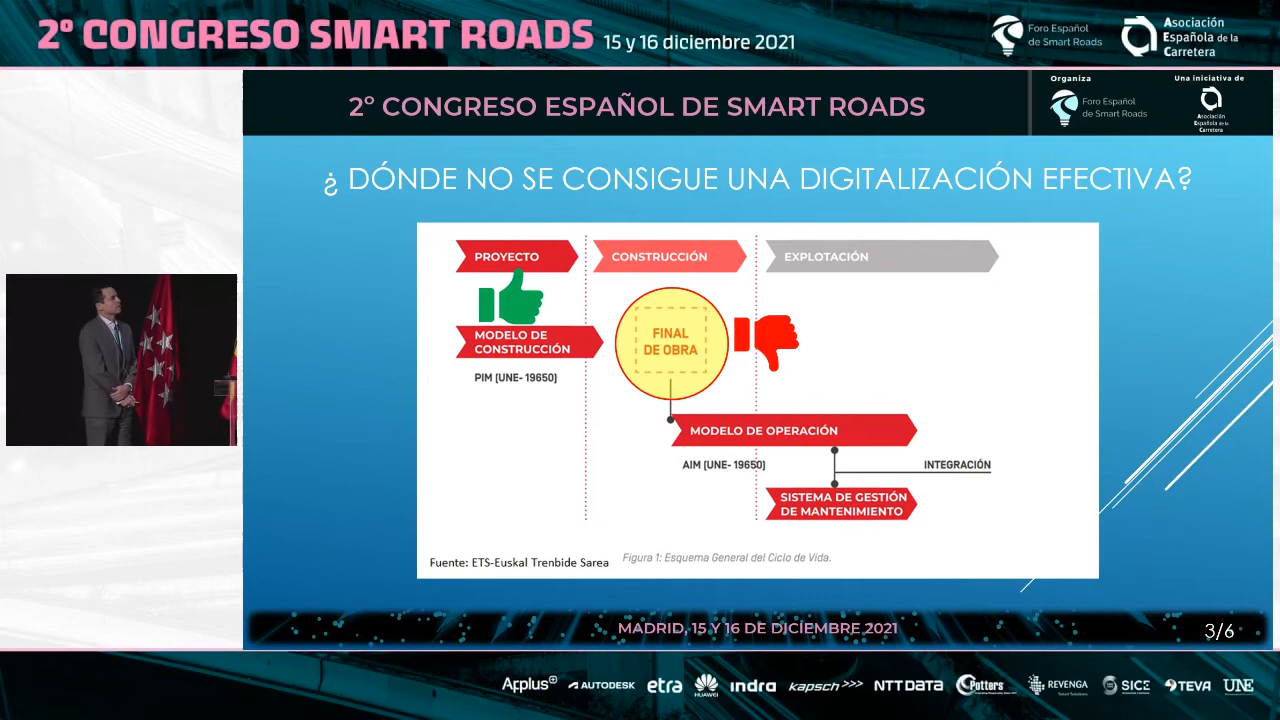 2º CONGRESO SMART ROADS 15 y 16 diciembre 2021
Foro Español
de Smart Roads
Asociación
Española de la
Carretera
2º CONGRESO ESPAÑOL DE SMART ROADS
Organiza
Foro Español
de Smart Roads
Una iniciativa de
Asociación
Española de la
Carretera
¿ DÓNDE NO SE CONSIGUE UNA DIGITALIZACIÓN EFECTIVA?
PROYECTO
CONSTRUCCIÓN
EXPLOTACIÓN
MODELO DE
CONSTRUCCIÓN
FINAL
DE OBRA
PIM (UNE- 19650)
MODELO DE OPERACIÓN
AIM (UNE- 19650)
INTEGRACIÓN
SISTEMA DE GESTIÓN
DE MANTENIMIENTO
Fuente: ETS-Euskal Trenbide Sarea
Figura 1: Esquema General del Ciclo de Vida.
MADRID, 15 Y 16 DE DICIEMBRE 2021
3/6
Applus+
AUTODESK
etra
HUAWEI
indra
kapsch >>>
NTT DATA
Potters
REVENGA
SICE
TEVA
UNE